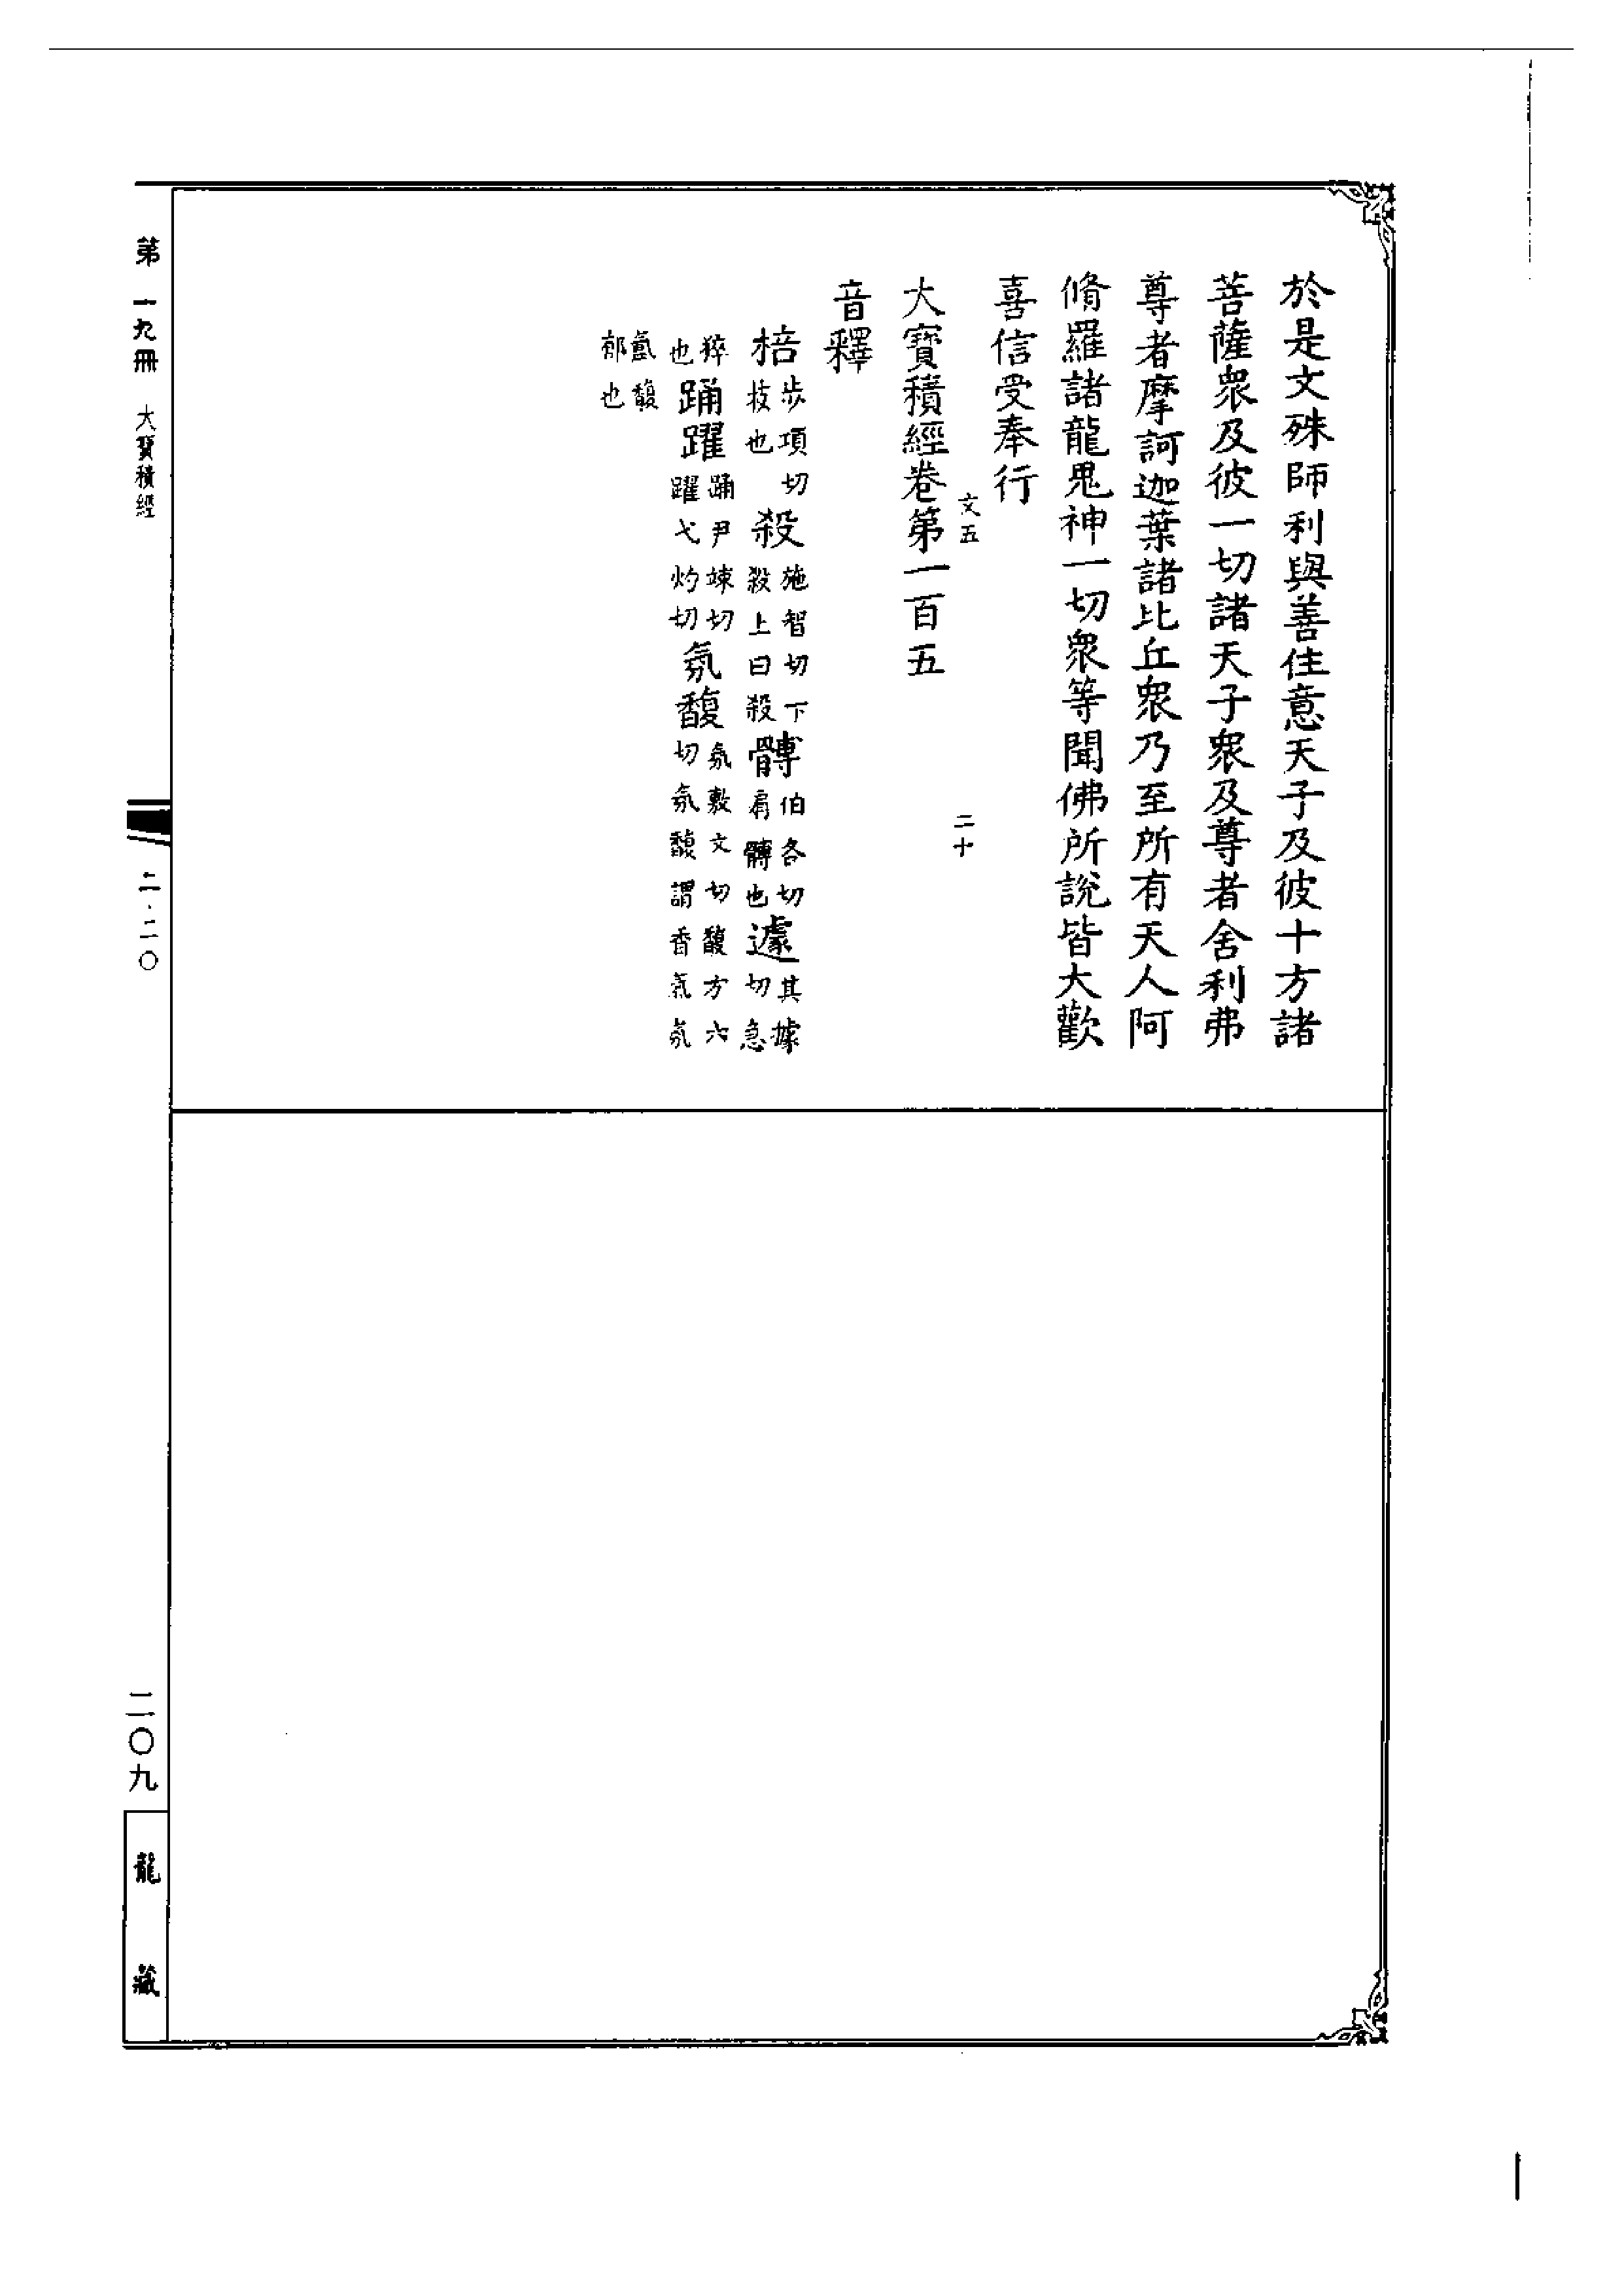 於是文殊師利與善住意天子及彼十方諸
菩薩衆及彼一切諸天子衆及尊者舍利弗
尊者摩訶迦葉諸比丘衆乃至所有天人阿
脩羅諸龍鬼神一切衆等聞佛所說皆大歡
喜信受奉行
文五
二十
大寶積經卷第一百五
音釋
棓步項切杖也 殺施智切下殺上曰殺 髆伯各切肩髆也 遽其據切急
猝也 踊躍踊尹竦切躍弋灼切 氛馥氛敷文切馥方六切氛馥謂香氣氛
馥也
第一九冊 大寶積經
二·二〇
二〇九
龍藏